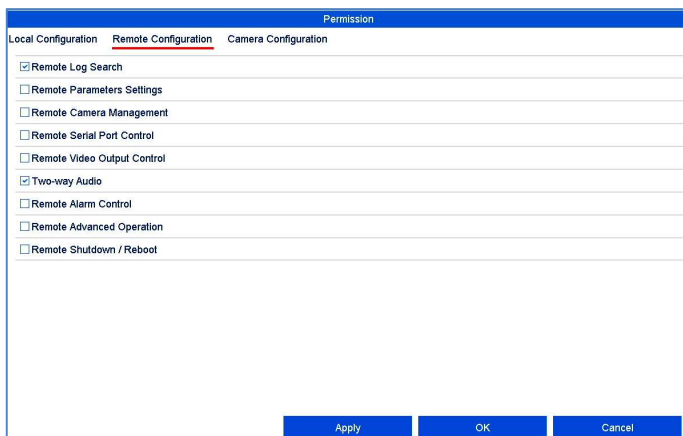 Permission
Local Configuration Remote Configuration Camera Configuration
Remote Log Search
Remote Parameters Settings
Remote Camera Management
Remote Serial Port Control
Remote Video Output Control
Two-way Audio
Remote Alarm Control
Remote Advanced Operation
Remote Shutdown / Reboot
Apply OK Cancel